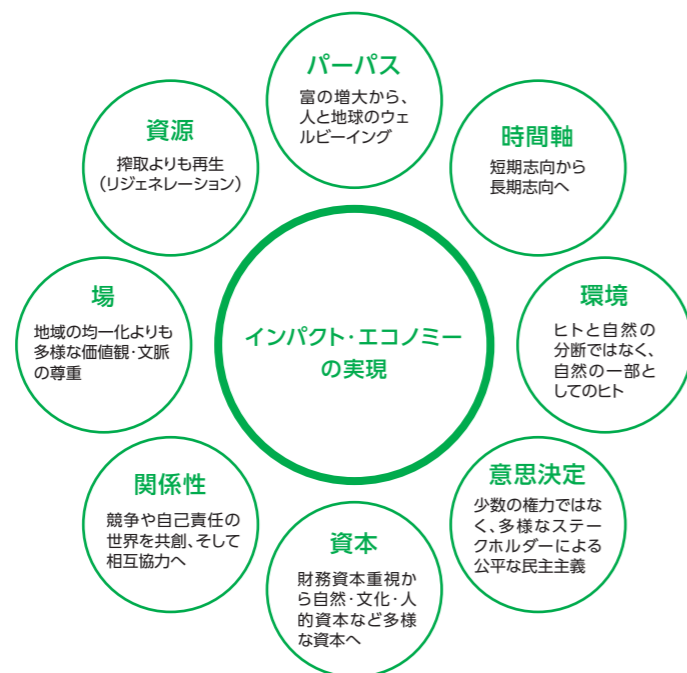 パーパス
富の増大から、
人と地球のウェ
ルビーイング
時間軸
短期志向から
長期志向へ
環境
ヒトと自然の
分断ではなく、
自然の一部と
してのヒト
意思決定
少数の権力ではな
く、多様なステー
クホルダーによる
公平な民主主義
資本
財務資本重視か
ら自然・文化・人
的資本など多様
な資本へ
関係性
競争や自己責任の
世界を共創、そして
相互協力へ
場
地域の均一化よりも
多様な価値観・文脈
の尊重
資源
搾取よりも再生
（リジェネレーション）
インパクト・エコノミー
の実現